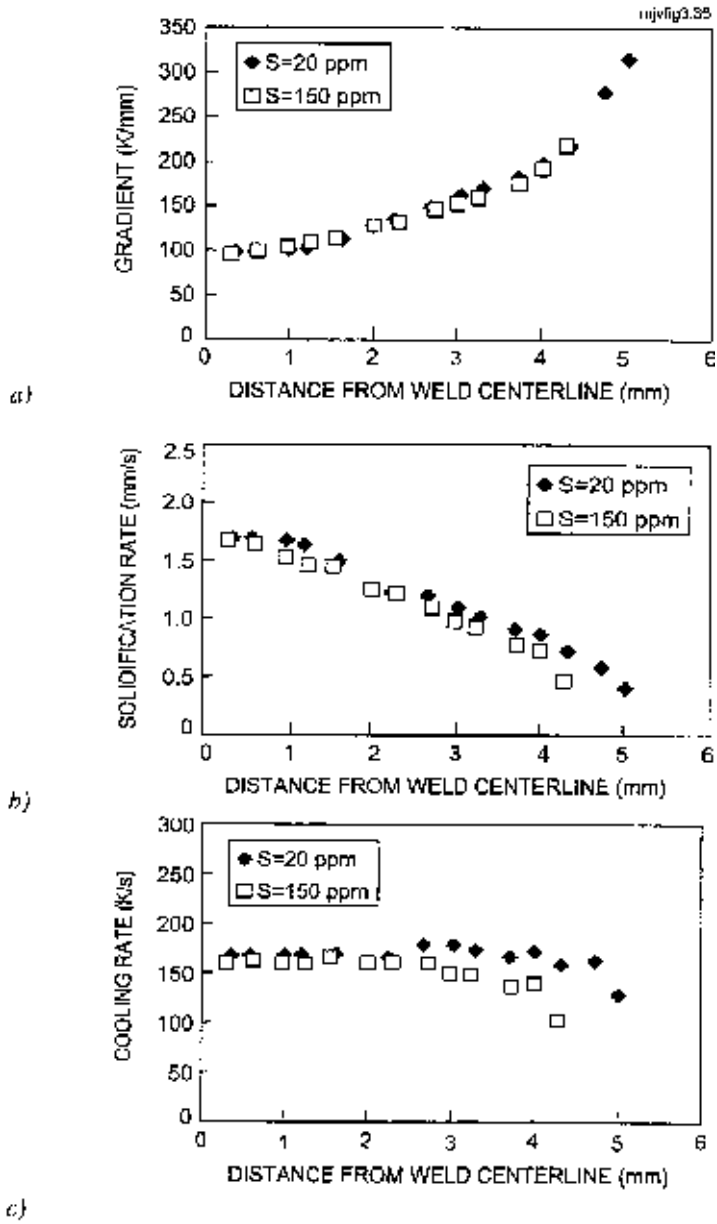 mjvfig3.35
350
300
250
200
150
100
50
0
S=20 ppm
S=150 ppm
GRADIENT (K/mm)
0 1 2 3 4 5 6
DISTANCE FROM WELD CENTERLINE (mm)
a)
2.5
2.0
1.5
1.0
0.5
0
S=20 ppm
S=150 ppm
SOLIDIFICATION RATE (mm/s)
0 1 2 3 4 5 6
DISTANCE FROM WELD CENTERLINE (mm)
b)
300
250
200
150
100
50
0
S=20 ppm
S=150 ppm
COOLING RATE (K/s)
0 1 2 3 4 5 6
DISTANCE FROM WELD CENTERLINE (mm)
c)